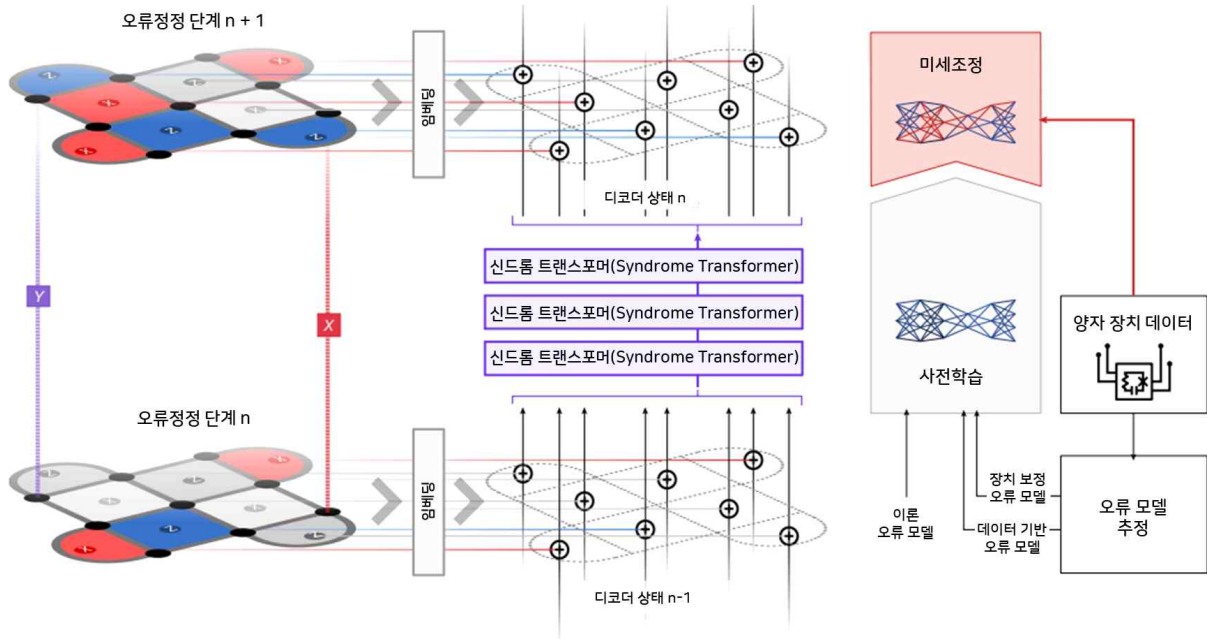 오류정정 단계 n + 1
임베딩
디코더 상태 n
신드롬 트랜스포머(Syndrome Transformer)
신드롬 트랜스포머(Syndrome Transformer)
신드롬 트랜스포머(Syndrome Transformer)
Y
X
오류정정 단계 n
임베딩
디코더 상태 n-1
미세조정
사전학습
양자 장치 데이터
장치 보정
오류 모델
데이터 기반
오류 모델
이론
오류 모델
오류 모델
추정